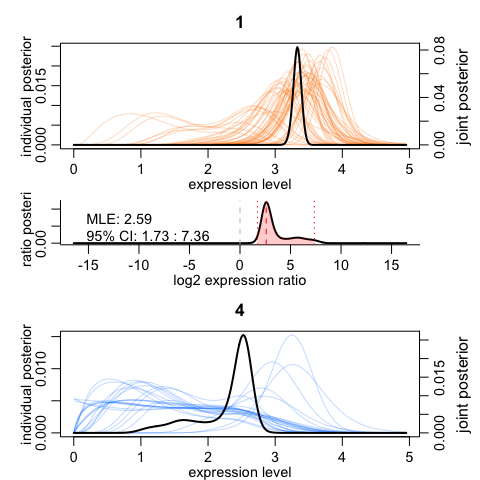 1
individual posterior
0.000 0.015
0.00 0.04 0.08
joint posterior
0 1 2 3 4 5
expression level
ratio posteri
0.00
MLE: 2.59
95% CI: 1.73 : 7.36
-15 -10 -5 0 5 10 15
log2 expression ratio
4
individual posterior
0.000 0.010
0.000 0.015
joint posterior
0 1 2 3 4 5
expression level